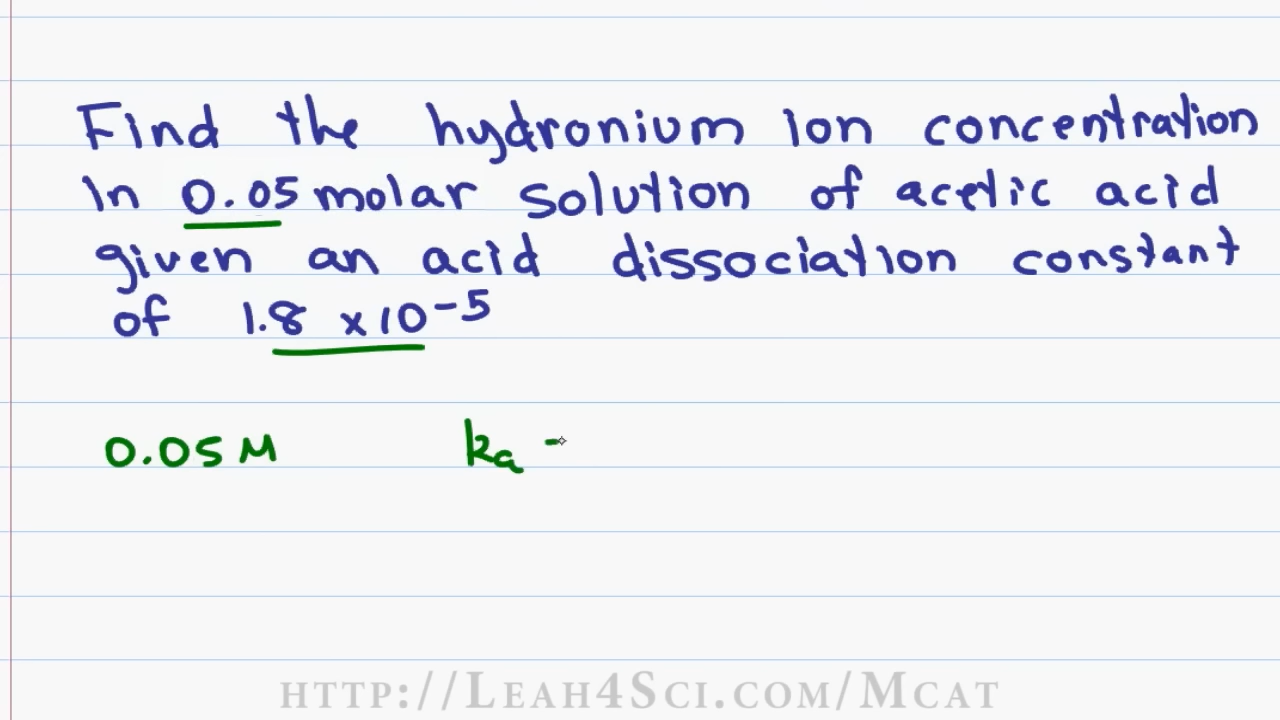 Find the hydronium ion concentration
in 0.05 molar solution of acetic acid
given an acid dissociation constant
of 1.8 x10-5
0.05M ka -
HTTP://LEAH4SCI.COM/MCAT